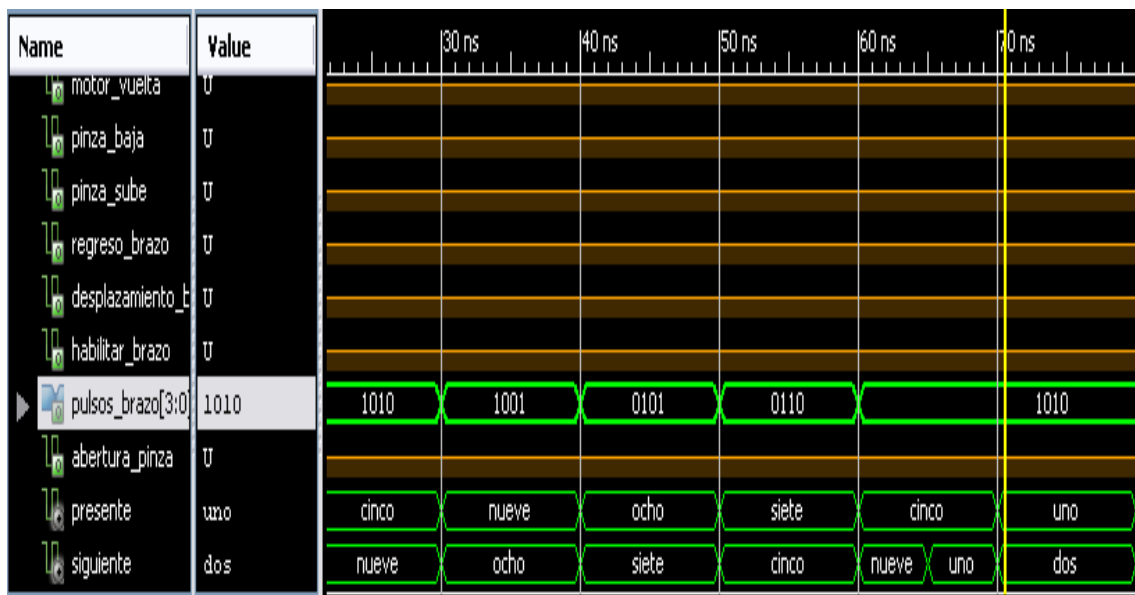 Name Value 30 ns 40 ns 50 ns 60 ns 70 ns
motor_vuelta U
pinza_baja U
pinza_sube U
regreso_brazo U
desplazamiento_b U
habilitar_brazo U
pulsos_brazo[3:0] 1010 1010 1001 0101 0110 1010
abertura_pinza U
presente uno cinco nueve ocho siete cinco uno
siguiente dos nueve ocho siete cinco nueve uno dos